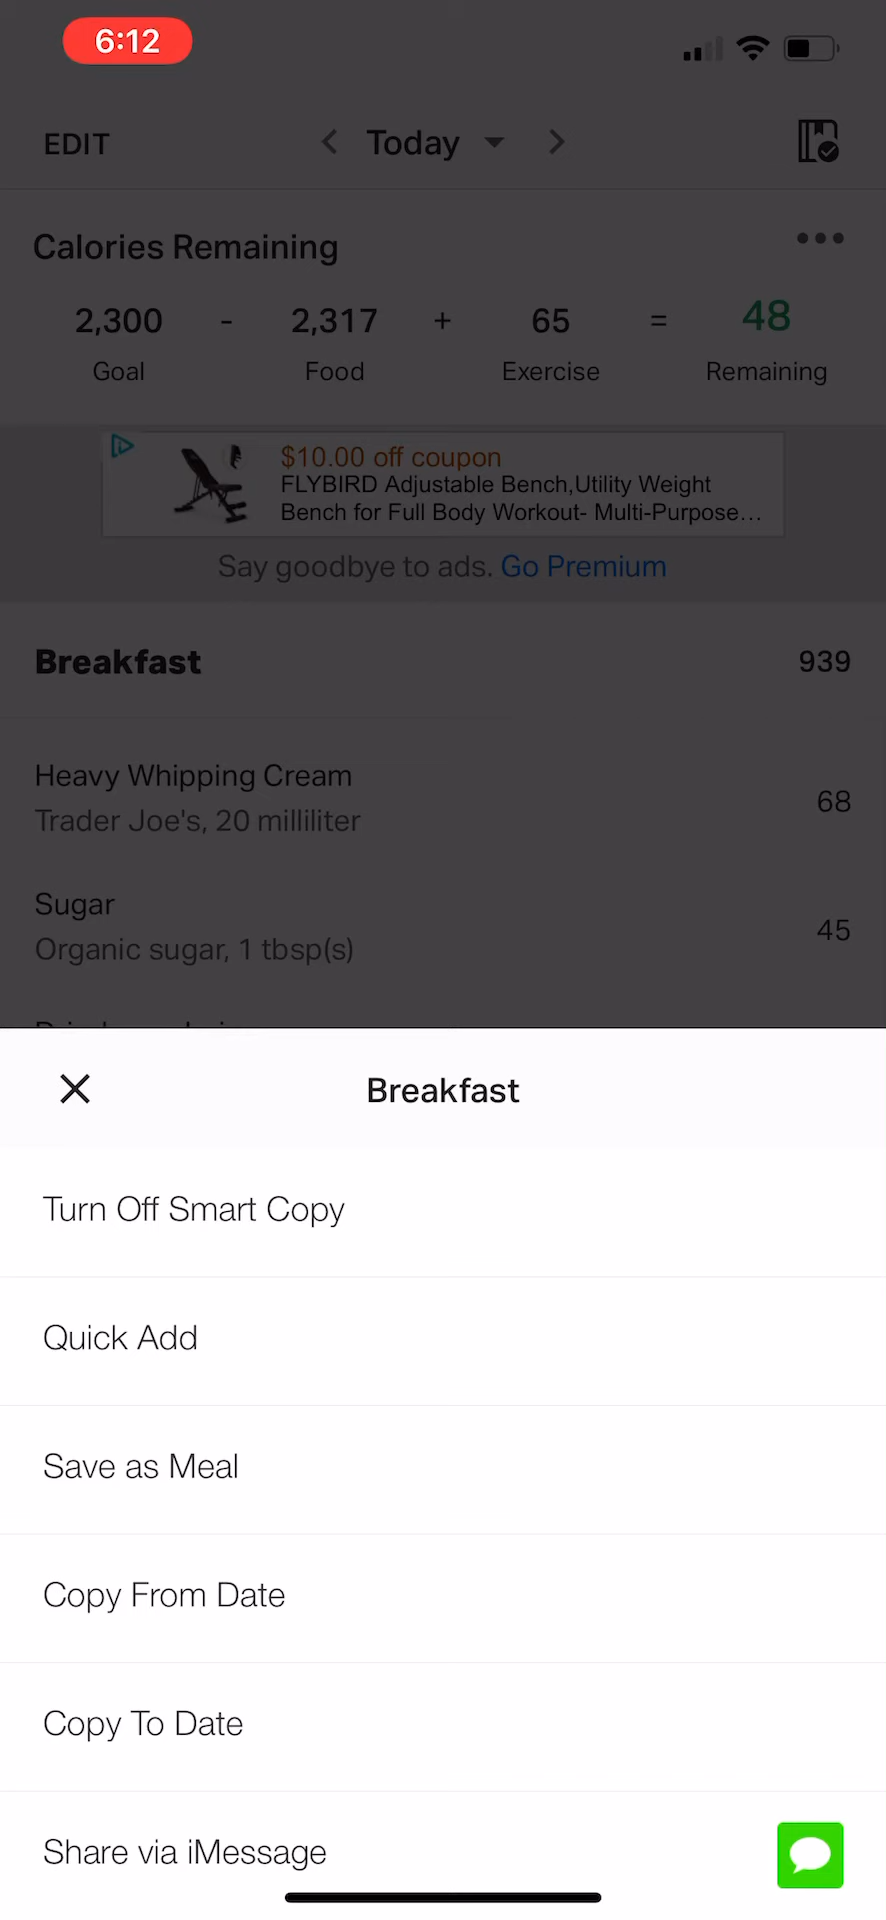 6:12
EDIT
Today
Calories Remaining
2,300 - 2,317 + 65 = 48
Goal Food Exercise Remaining
$10.00 off coupon
FLYBIRD Adjustable Bench,Utility Weight
Bench for Full Body Workout- Multi-Purpose...
Say goodbye to ads. Go Premium
Breakfast 939
Heavy Whipping Cream
Trader Joe's, 20 milliliter
68
Sugar
Organic sugar, 1 tbsp(s)
45
Breakfast
Turn Off Smart Copy
Quick Add
Save as Meal
Copy From Date
Copy To Date
Share via iMessage